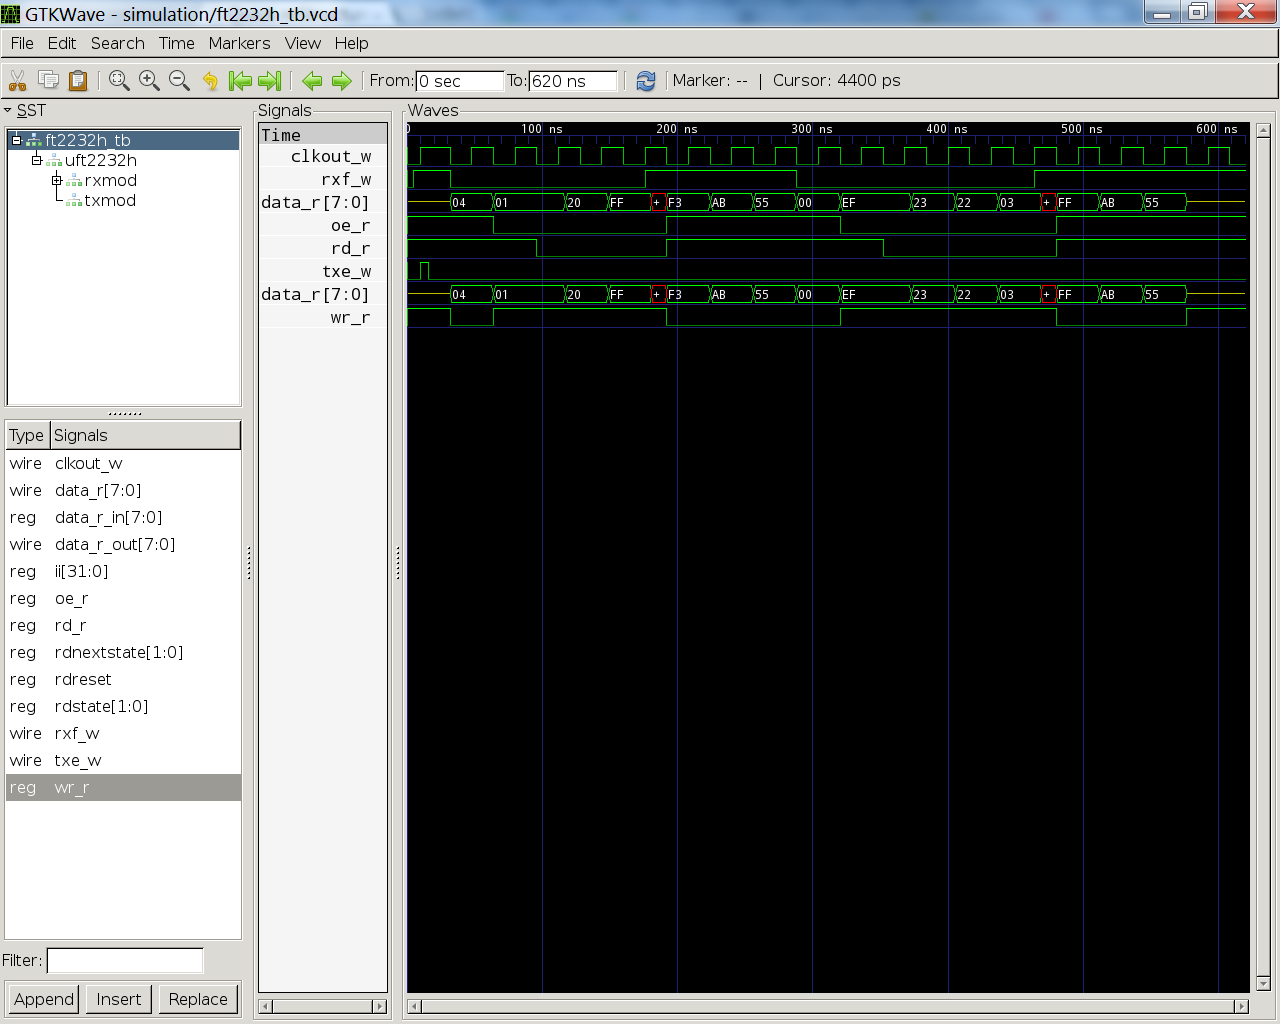 GTKWave - simulation/ft2232h_tb.vcd
File Edit Search Time Markers View Help
From: 0 sec To: 620 ns Marker: -- | Cursor: 4400 ps
SST
ft2232h_tb
uft2232h
rxmod
txmod
Type Signals
wire clkout_w
wire data_r[7:0]
reg data_r_in[7:0]
wire data_r_out[7:0]
reg ii[31:0]
reg oe_r
reg rd_r
reg rdnextstate[1:0]
reg rdreset
reg rdstate[1:0]
wire rxf_w
wire txe_w
reg wr_r
Filter:
Append Insert Replace
Signals
Time
clkout_w
rxf_w
data_r[7:0]
oe_r
rd_r
txe_w
data_r[7:0]
wr_r
Waves
0 100 ns 200 ns 300 ns 400 ns 500 ns 600 ns
04 01 20 FF + F3 AB 55 00 EF 23 22 03 + FF AB 55
04 01 20 FF + F3 AB 55 00 EF 23 22 03 + FF AB 55